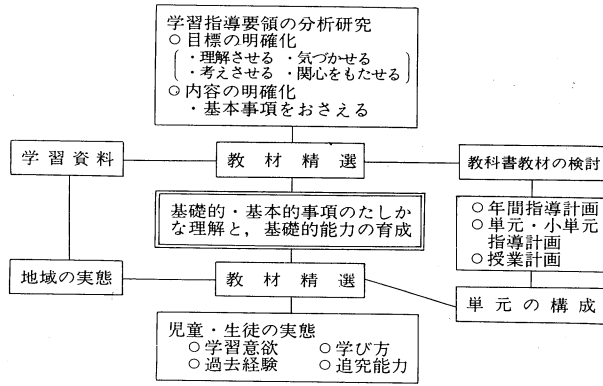 学習指導要領の分析研究
○目標の明確化
・理解させる ・気づかせる
・考えさせる ・関心をもたせる
○内容の明確化
・基本事項をおさえる
学習資料
教材精選
教科書教材の検討
基礎的・基本的事項のたしか
な理解と，基礎的能力の育成
○年間指導計画
○単元・小単元
指導計画
○授業計画
地域の実態
教材精選
単元の構成
児童・生徒の実態
○学習意欲 ○学び方
○過去経験 ○追究能力